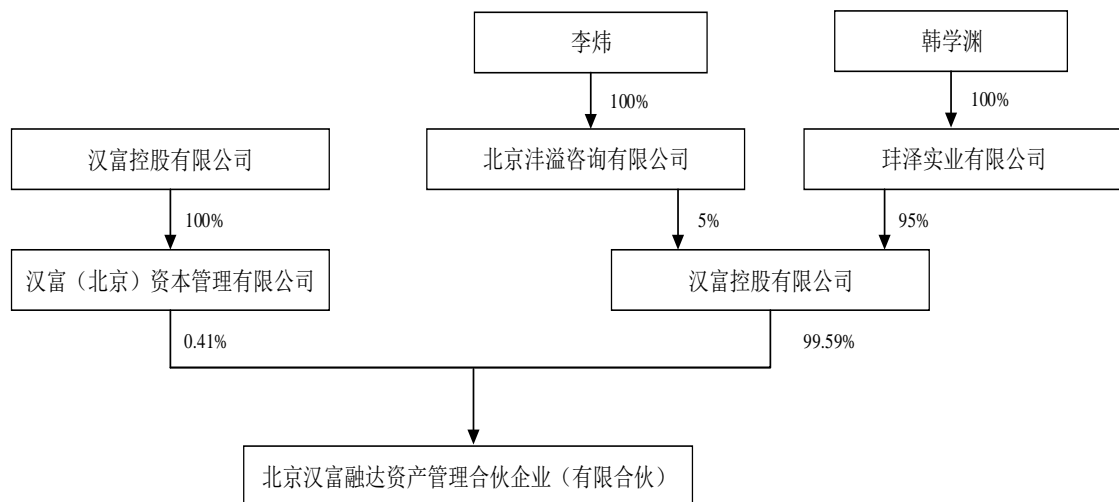 李炜
韩学渊
100%
100%
汉富控股有限公司
北京沣溢咨询有限公司
玤泽实业有限公司
100%
5%
95%
汉富（北京）资本管理有限公司
汉富控股有限公司
0.41%
99.59%
北京汉富融达资产管理合伙企业（有限合伙）